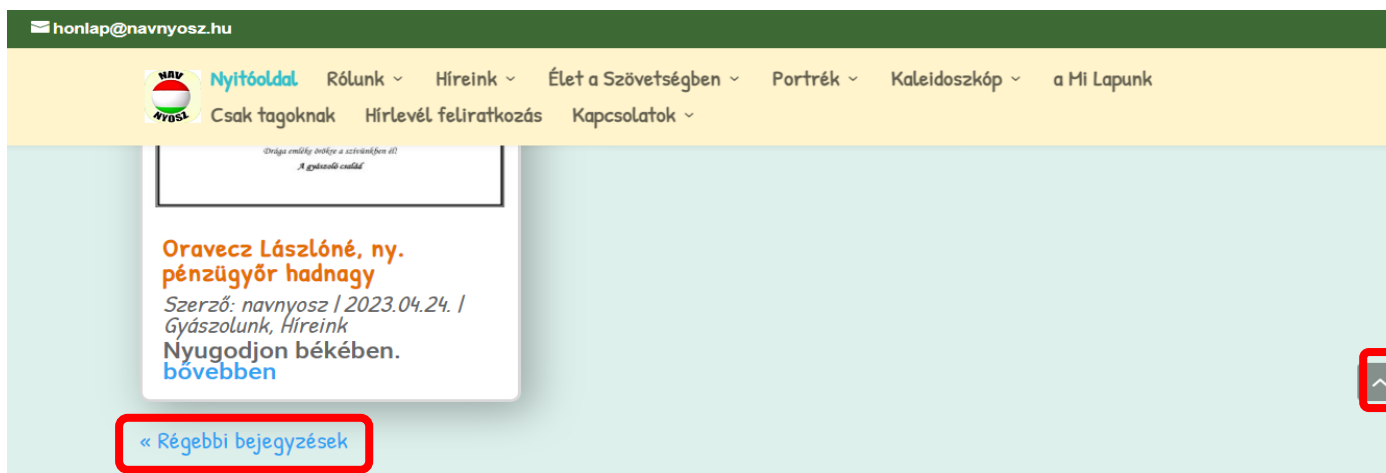 honlap@navnyosz.hu
NAV
NYOSZ
Nyitóoldal Rólunk Híreink Élet a Szövetségben Portrék Kaleidoszkóp a Mi Lapunk
Csak tagoknak Hírlevél feliratkozás Kapcsolatok
Drága emléke örökre a szívünkben él!
A gyászoló család
Oravecz Lászlóné, ny.
pénzügyőr hadnagy
Szerző: navnyosz | 2023.04.24. |
Gyászolunk, Híreink
Nyugodjon békében.
bővebben
« Régebbi bejegyzések